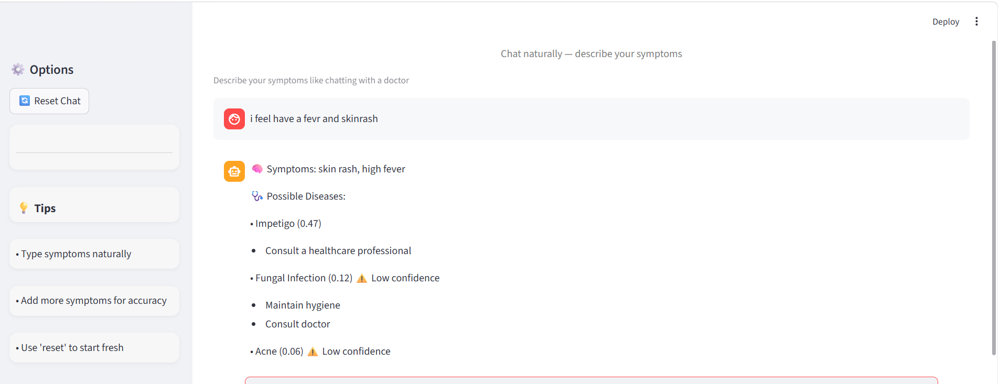 Deploy
Options
Reset Chat
Tips
• Type symptoms naturally
• Add more symptoms for accuracy
• Use 'reset' to start fresh
Chat naturally — describe your symptoms
Describe your symptoms like chatting with a doctor
i feel have a fevr and skinrash
Symptoms: skin rash, high fever
Possible Diseases:
• Impetigo (0.47)
• Consult a healthcare professional
• Fungal Infection (0.12) ⚠️ Low confidence
• Maintain hygiene
• Consult doctor
• Acne (0.06) ⚠️ Low confidence